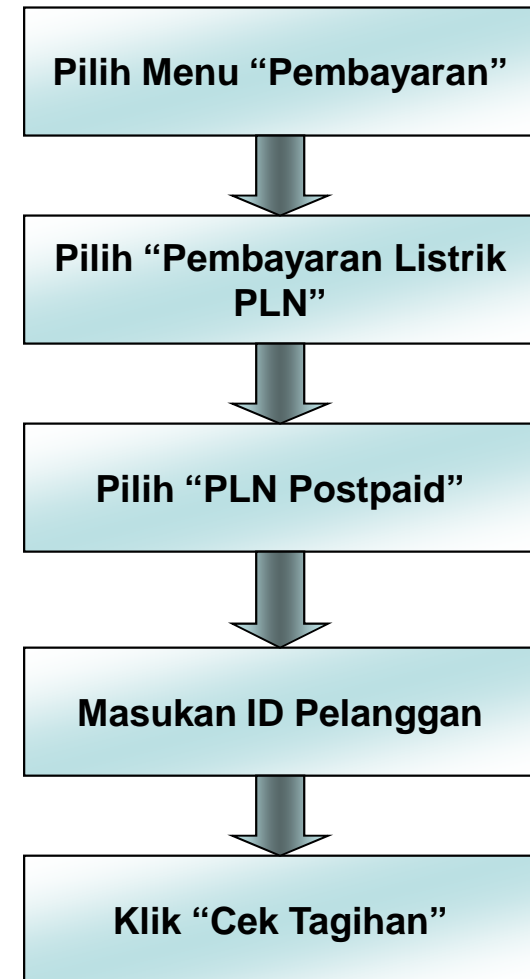 Pilih Menu “Pembayaran”
Pilih “Pembayaran Listrik
PLN”
Pilih “PLN Postpaid”
Masukan ID Pelanggan
Klik “Cek Tagihan”